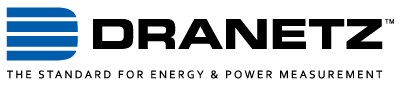 DRANETZ™
THE STANDARD FOR ENERGY & POWER MEASUREMENT